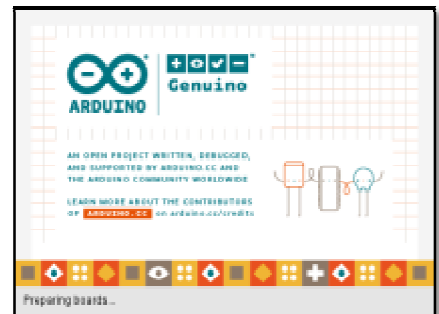 ARDUINO
Genuino
AN OPEN PROJECT WRITTEN, DEBUGGED,
AND SUPPORTED BY ARDUINO.CC AND
THE ARDUINO COMMUNITY WORLDWIDE
LEARN MORE ABOUT THE CONTRIBUTORS
OF ARDUINO.CC on arduino.cc/credits
Preparing boards...